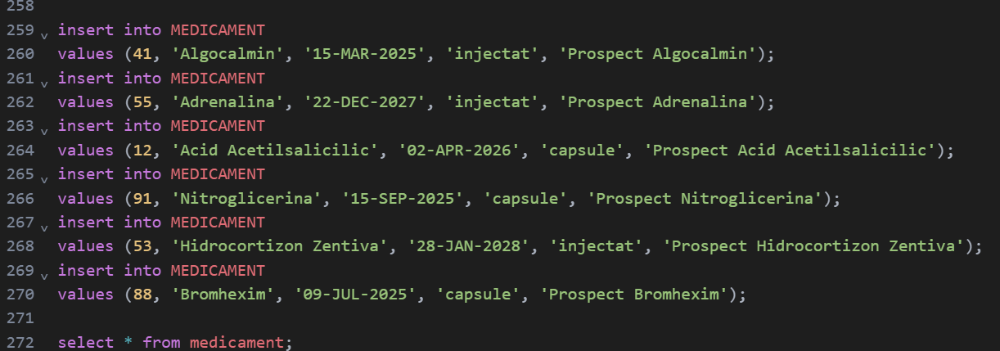 258
259 insert into MEDICAMENT
260 values (41, 'Algocalmin', '15-MAR-2025', 'injectat', 'Prospect Algocalmin');
261 insert into MEDICAMENT
262 values (55, 'Adrenalina', '22-DEC-2027', 'injectat', 'Prospect Adrenalina');
263 insert into MEDICAMENT
264 values (12, 'Acid Acetilsalicilic', '02-APR-2026', 'capsule', 'Prospect Acid Acetilsalicilic');
265 insert into MEDICAMENT
266 values (91, 'Nitroglicerina', '15-SEP-2025', 'capsule', 'Prospect Nitroglicerina');
267 insert into MEDICAMENT
268 values (53, 'Hidrocortizon Zentiva', '28-JAN-2028', 'injectat', 'Prospect Hidrocortizon Zentiva');
269 insert into MEDICAMENT
270 values (88, 'Bromhexim', '09-JUL-2025', 'capsule', 'Prospect Bromhexim');
271
272 select * from medicament;